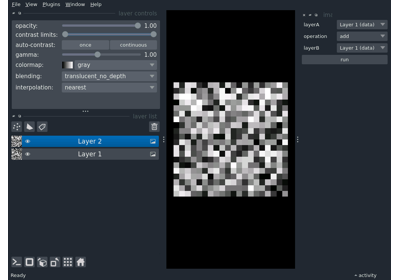 File View Plugins Window Help
layer controls
opacity: 1.00
contrast limits:
auto-contrast: once continuous
gamma: 1.00
colormap: gray
blending: translucent_no_depth
interpolation: nearest
layer list
Layer 2
Layer 1
layerA Layer 1 (data)
operation add
layerB Layer 1 (data)
run
Ready
activity